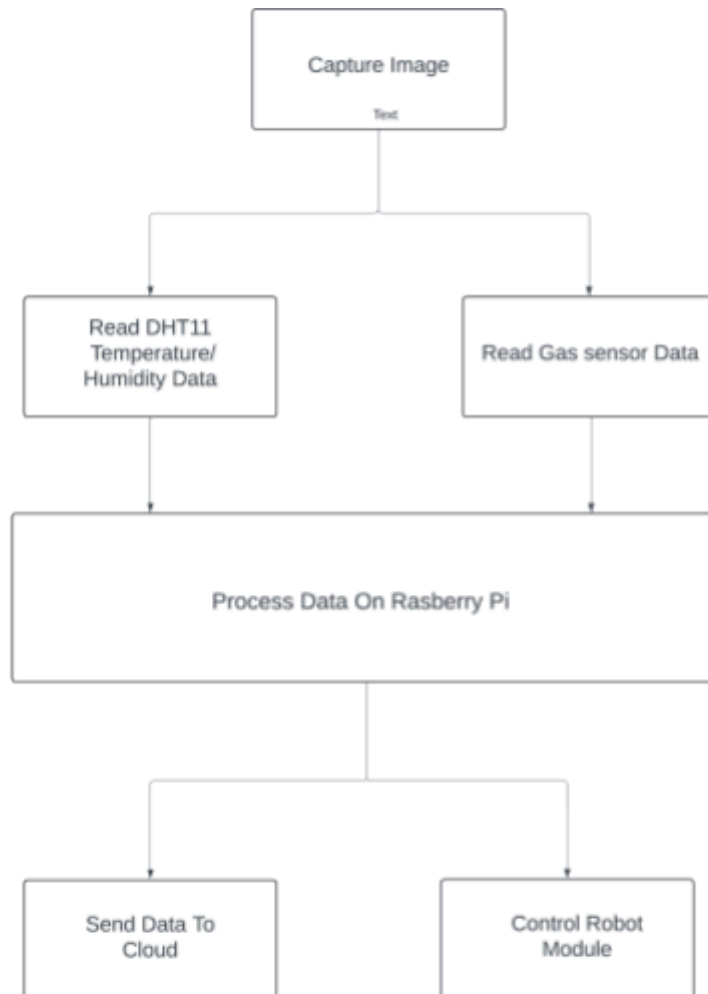 Capture Image
Text
Read DHT11
Temperature/
Humidity Data
Read Gas sensor Data
Process Data On Rasberry Pi
Send Data To
Cloud
Control Robot
Module